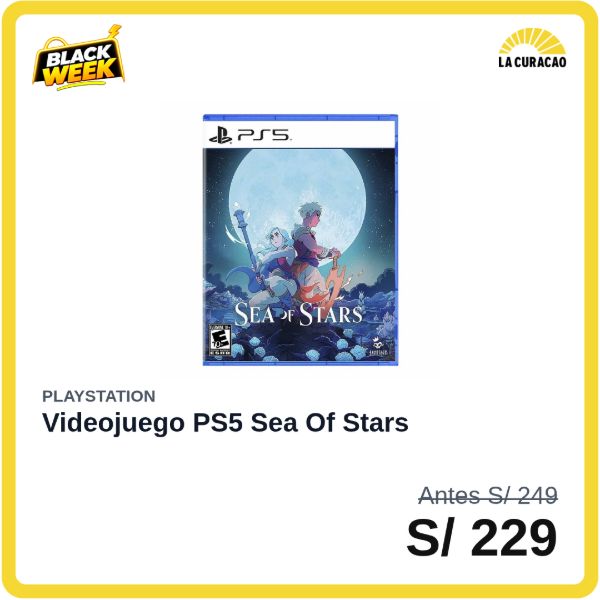 BLACK
WEEK
LA CURACAO
PS5
SEA OF STARS
E
PLAYSTATION
Videojuego PS5 Sea Of Stars
Antes S/ 249
S/ 229